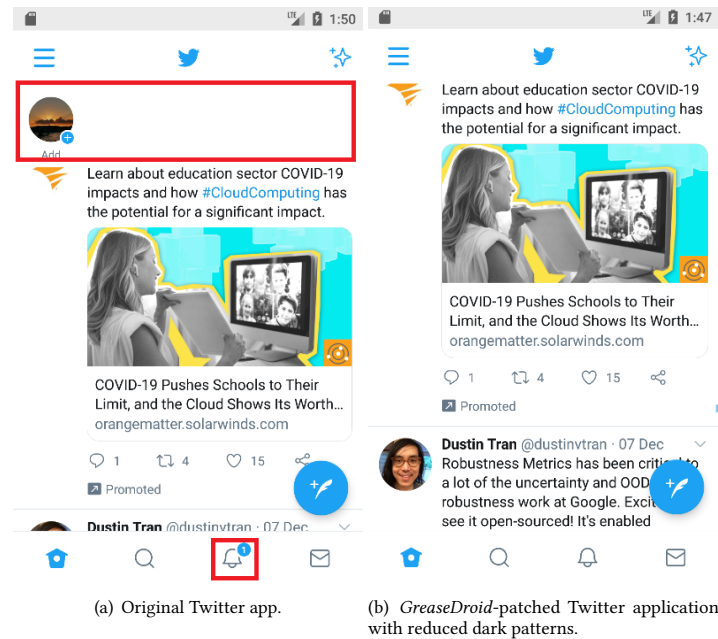 LTE 1:50
Add
Learn about education sector COVID-19
impacts and how #CloudComputing has
the potential for a significant impact.
COVID-19 Pushes Schools to Their
Limit, and the Cloud Shows Its Worth...
orangematter.solarwinds.com
1 4 15
Promoted
Dustin Tran @dustinvtran · 07 Dec
1
(a) Original Twitter app.
LTE 1:47
Learn about education sector COVID-19
impacts and how #CloudComputing has
the potential for a significant impact.
COVID-19 Pushes Schools to Their
Limit, and the Cloud Shows Its Worth...
orangematter.solarwinds.com
1 4 15
Promoted
Dustin Tran @dustinvtran · 07 Dec
Robustness Metrics has been critical to
a lot of the uncertainty and OOD
robustness work at Google. Excit
see it open-sourced! It's enabled
(b) GreaseDroid-patched Twitter application
with reduced dark patterns.